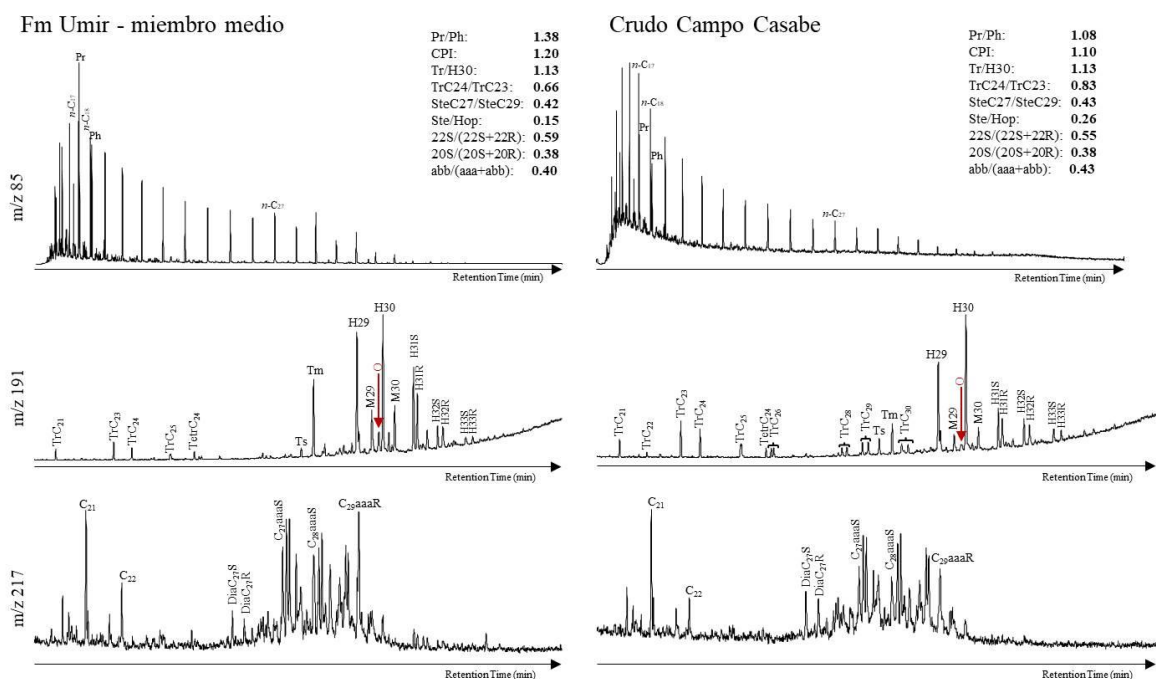 Fm Umir - miembro medio
Pr/Ph: 1.38
CPI: 1.20
Tr/H30: 1.13
TrC24/TrC23: 0.66
SteC27/SteC29: 0.42
Ste/Hop: 0.15
22S/(22S+22R): 0.59
20S/(20S+20R): 0.38
abb/(aaa+abb): 0.40
m/z 85
n-C17
Pr
n-C18
Ph
n-C27
Retention Time (min)
Crudo Campo Casabe
Pr/Ph: 1.08
CPI: 1.10
Tr/H30: 1.13
TrC24/TrC23: 0.83
SteC27/SteC29: 0.43
Ste/Hop: 0.26
22S/(22S+22R): 0.55
20S/(20S+20R): 0.38
abb/(aaa+abb): 0.43
n-C17
n-C18
Pr
Ph
n-C27
Retention Time (min)
m/z 191
TrC21
TrC23
TrC24
TrC25
TetrC24
Ts
Tm
H29
M29
O
H30
M30
H31S
H31R
H32S
H32R
H33S
H33R
Retention Time (min)
TrC21
TrC22
TrC23
TrC24
TrC25
TetrC24
TrC26
TrC28
TrC29
Ts
Tm
TrC30
H29
M29
O
H30
M30
H31S
H31R
H32S
H32R
H33S
H33R
Retention Time (min)
m/z 217
C21
C22
DiaC27S
DiaC27R
C27aaaS
C28aaaS
C29aaaR
Retention Time (min)
C21
C22
DiaC27S
DiaC27R
C27aaaS
C28aaaS
C29aaaR
Retention Time (min)